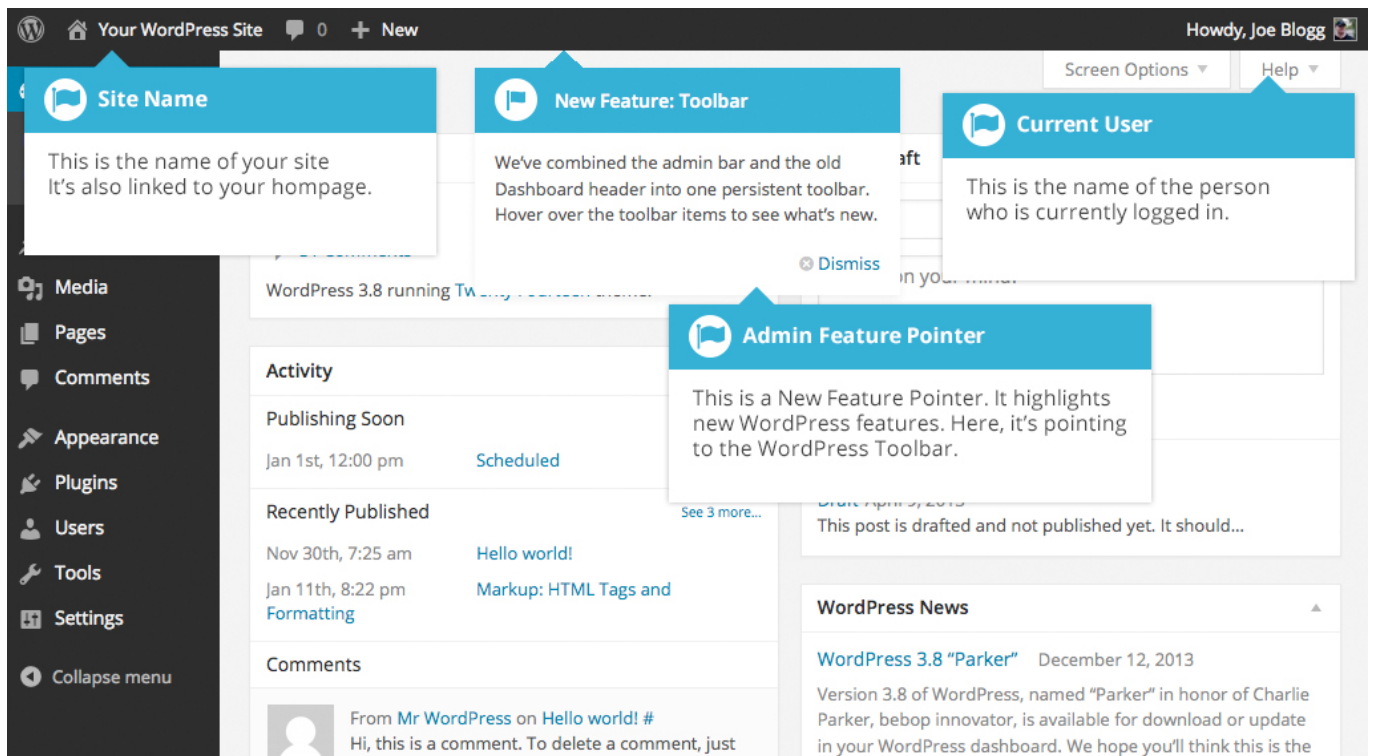 Your WordPress Site 0 + New Howdy, Joe Blogg
Screen Options Help
Site Name
This is the name of your site
It's also linked to your hompage.
New Feature: Toolbar
We've combined the admin bar and the old
Dashboard header into one persistent toolbar.
Hover over the toolbar items to see what's new.
Dismiss
Current User
This is the name of the person
who is currently logged in.
Admin Feature Pointer
This is a New Feature Pointer. It highlights
new WordPress features. Here, it's pointing
to the WordPress Toolbar.
Media
Pages
Comments
Appearance
Plugins
Users
Tools
Settings
Collapse menu
WordPress 3.8 running
Activity
Publishing Soon
Jan 1st, 12:00 pm Scheduled
Recently Published See 3 more...
Nov 30th, 7:25 am Hello world!
Jan 11th, 8:22 pm Markup: HTML Tags and
Formatting
Comments
From Mr WordPress on Hello world! #
Hi, this is a comment. To delete a comment, just
This post is drafted and not published yet. It should...
WordPress News
WordPress 3.8 “Parker” December 12, 2013
Version 3.8 of WordPress, named “Parker” in honor of Charlie
Parker, bebop innovator, is available for download or update
in your WordPress dashboard. We hope you'll think this is the